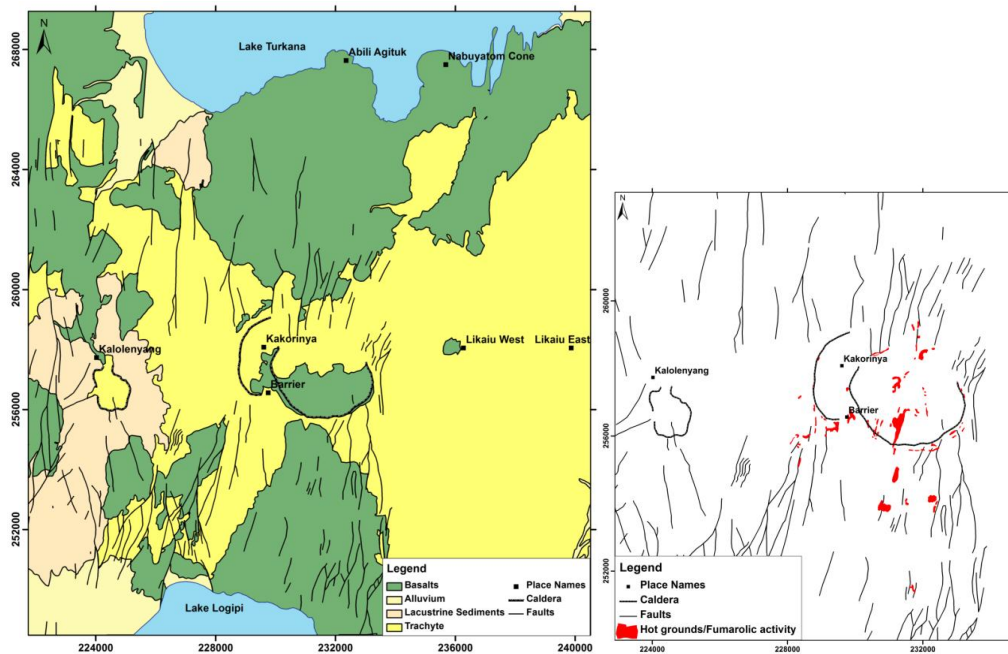 N
Lake Turkana
Abili Agituk
Nabuyatom Cone
Kakorinya
Likaiu West
Likaiu East
Kalolenyang
Barrier
Lake Logipi
268000
264000
260000
256000
252000
224000
228000
232000
236000
240000
Legend
Basalts
Alluvium
Lacustrine Sediments
Trachyte
Place Names
Caldera
Faults
N
Kakorinya
Kalolenyang
Barrier
260000
256000
252000
224000
228000
232000
Legend
Place Names
Caldera
Faults
Hot grounds/Fumarolic activity